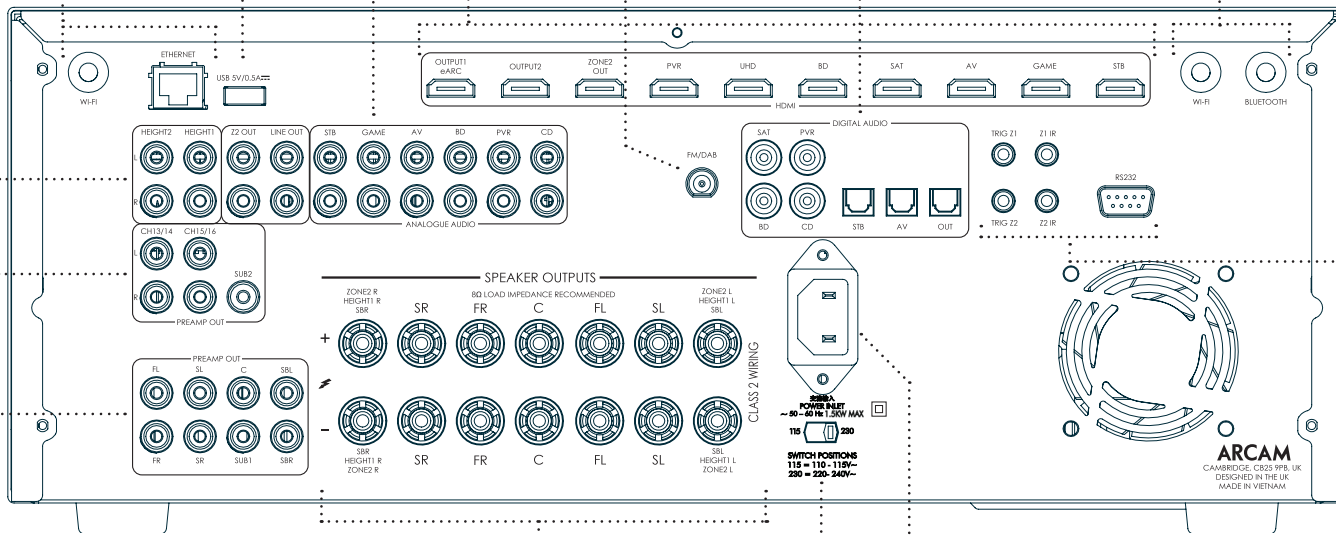 ETHERNET
USB 5V/0.5A
WI-FI
OUTPUT1
eARC
OUTPUT2
ZONE2
OUT
PVR
UHD
BD
SAT
AV
GAME
STB
HDMI
WI-FI
BLUETOOTH
HEIGHT2
HEIGHT1
Z2 OUT
LINE OUT
STB
GAME
AV
BD
PVR
CD
L
R
ANALOGUE AUDIO
FM/DAB
DIGITAL AUDIO
SAT
PVR
BD
CD
STB
AV
OUT
TRIG Z1
Z1 IR
TRIG Z2
Z2 IR
RS232
CH13/14
CH15/16
L
R
SUB2
PREAMP OUT
PREAMP OUT
FL
SL
C
SBL
FR
SR
SUB1
SBR
SPEAKER OUTPUTS
8Ω LOAD IMPEDANCE RECOMMENDED
ZONE2 R
HEIGHT1 R
SBR
SR
FR
C
FL
SL
ZONE2 L
HEIGHT1 L
SBL
+
−
SBR
HEIGHT1 R
ZONE2 R
SR
FR
C
FL
SL
SBL
HEIGHT1 L
ZONE2 L
CLASS 2 WIRING
交流输入
POWER INLET
~ 50 – 60 Hz 1.5KW MAX
115
230
SWITCH POSITIONS
115 = 110 - 115V~
230 = 220- 240V~
ARCAM
CAMBRIDGE, CB25 9PB, UK
DESIGNED IN THE UK
MADE IN VIETNAM